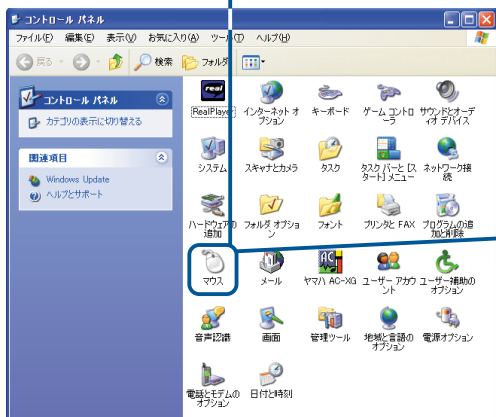 コントロール パネル
ファイル(F) 編集(E) 表示(V) お気に入り(A) ツール(T) ヘルプ(H)
戻る 検索 フォルダ
コントロール パネル
カテゴリの表示に切り替える
関連項目
Windows Update
ヘルプとサポート
real
RealPlayer
インターネット オプション
キーボード
ゲーム コントローラ
サウンドとオーディオ デバイス
システム
スキャナとカメラ
タスク
タスク バーと [スタート] メニュー
ネットワーク接続
ハードウェアの追加
フォルダ オプション
フォント
プリンタと FAX
プログラムの追加と削除
マウス
メール
AC
ヤマハ AC-XG
ユーザー アカウント
ユーザー補助のオプション
音声認識
画面
管理ツール
地域と言語のオプション
電源オプション
電話とモデムのオプション
日付と時刻